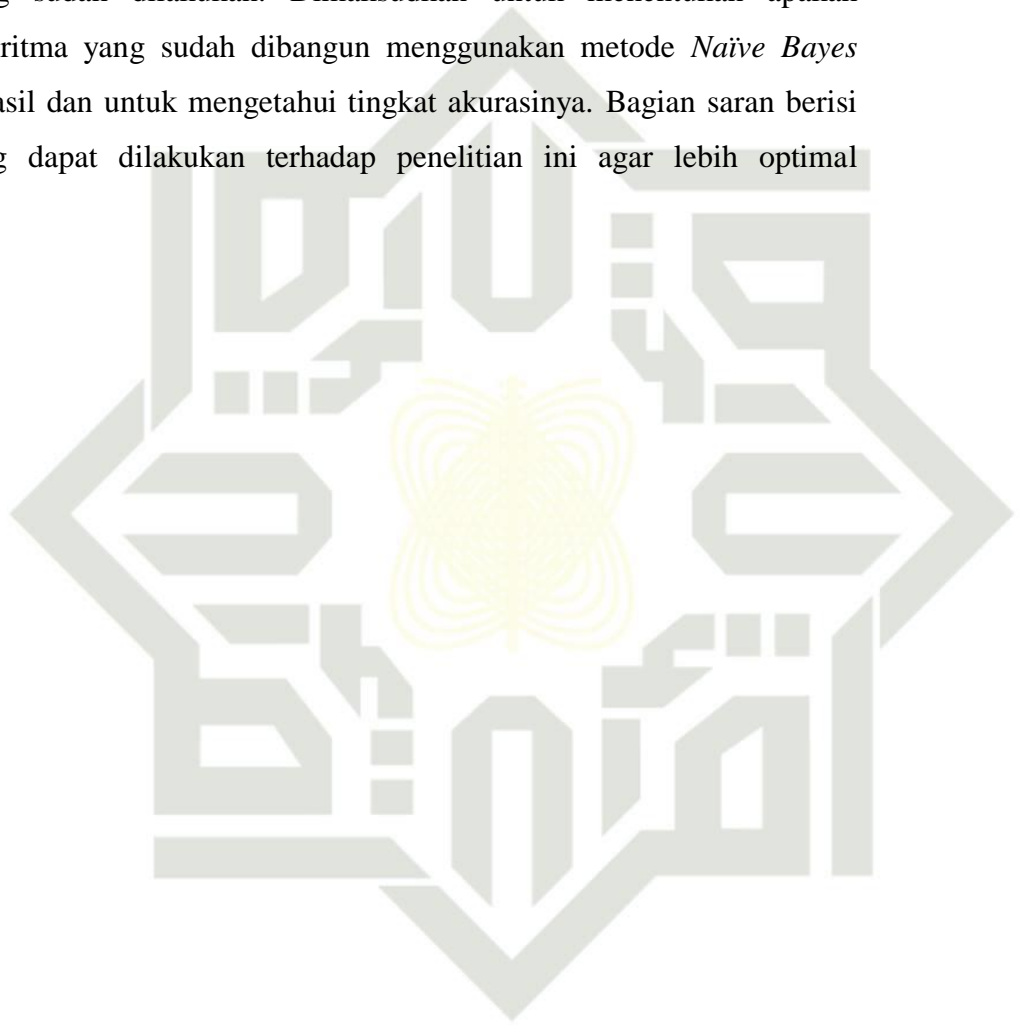 sudah dilakukan. Dimaksudkan untuk menentukan apakah
ritma yang sudah dibangun menggunakan metode Naïve Bayes
asil dan untuk mengetahui tingkat akurasinya. Bagian saran berisi
g dapat dilakukan terhadap penelitian ini agar lebih optimal